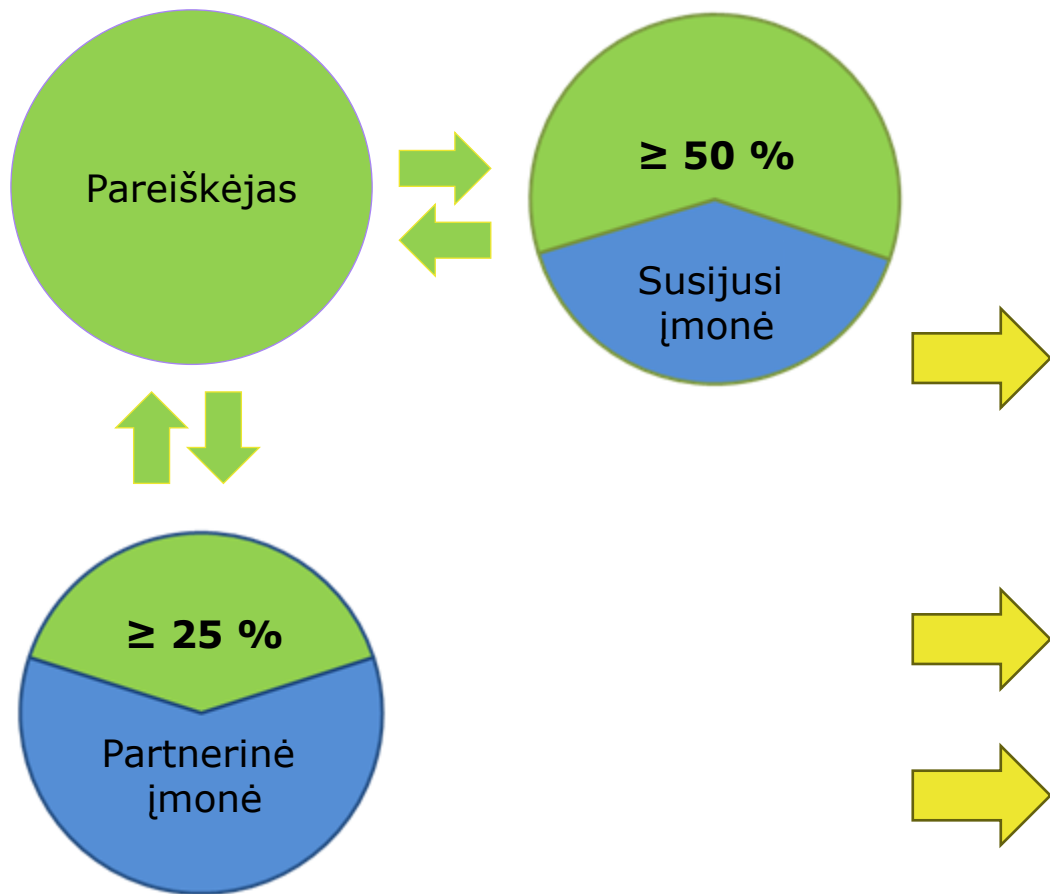 Pareiškėjas
≥ 50 %
Susijusi
įmonė
≥ 25 %
Partnerinė
įmonė